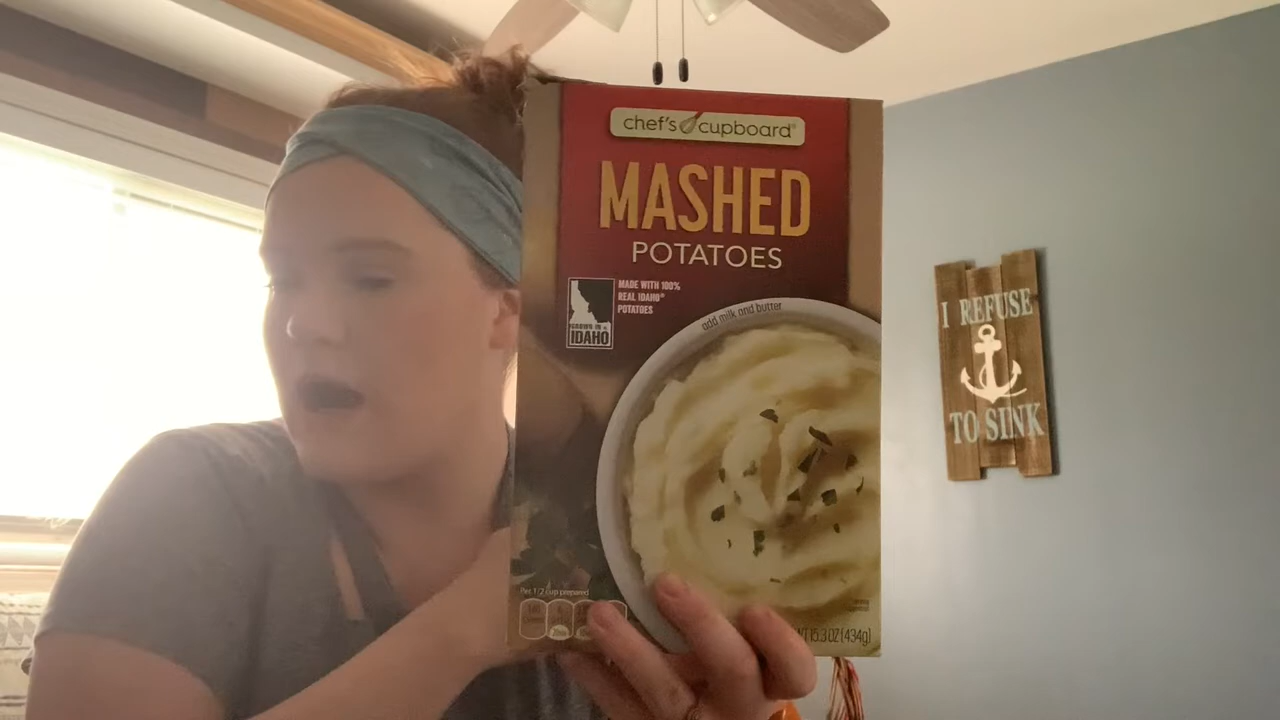 chef's cupboard®
MASHED
POTATOES
MADE WITH 100%
REAL IDAHO®
POTATOES
GROWN IN
IDAHO
add milk and butter
Per 1/2 cup prepared
WT 15.3 OZ (434g)
I REFUSE
TO SINK